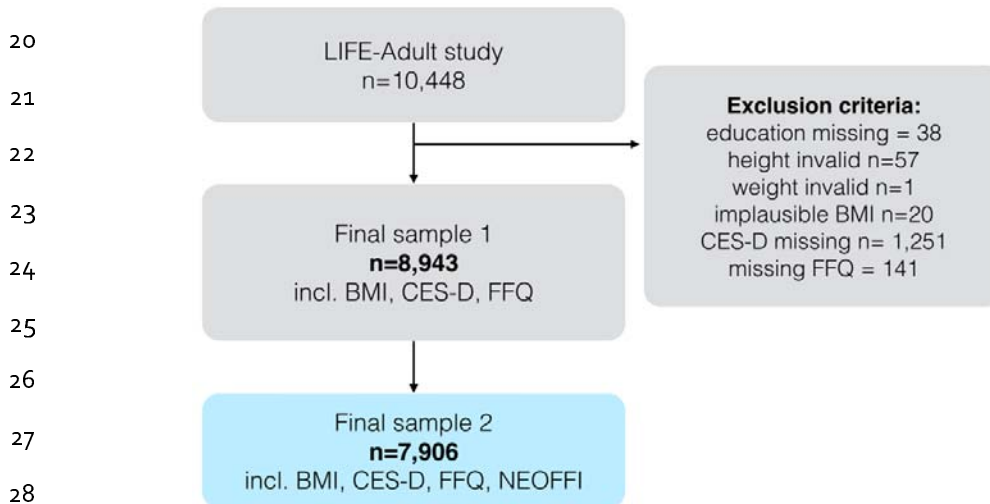 20
LIFE-Adult study
n=10,448
21
Exclusion criteria:
education missing = 38
22
height invalid n=57
weight invalid n=1
23
implausible BMI n=20
Final sample 1
CES-D missing n= 1,251
n=8,943
24
missing FFQ = 141
incl. BMI, CES-D, FFQ
25
26
Final sample 2
27
n=7,906
incl. BMI, CES-D, FFQ, NEOFFI
28